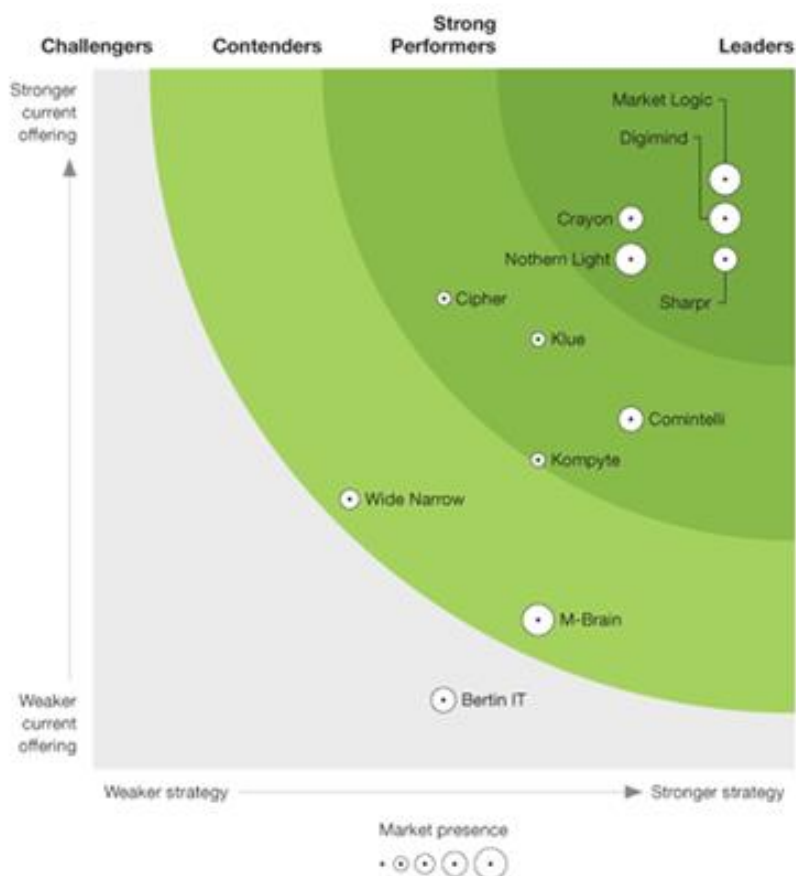 Challengers
Contenders
Strong
Performers
Leaders
Stronger
current
offering
Market Logic
Digimind
Crayon
Nothern Light
Sharpr
Cipher
Klue
Comintelli
Kompyte
Wide Narrow
M-Brain
Bertin IT
Weaker
current
offering
Weaker strategy
Stronger strategy
Market presence